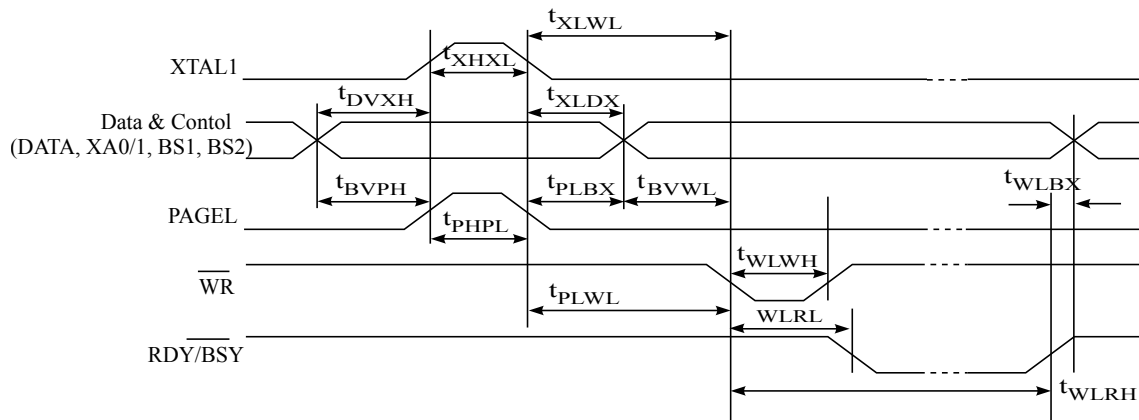 tXLWL
tXHXL
XTAL1
tDVXH
tXLDX
Data & Contol
(DATA, XA0/1, BS1, BS2)
tBVPH
tPLBX
tBVWL
tWLBX
PAGEL
tPHPL
tWLWH
WR
tPLWL
WLRL
RDY/BSY
tWLRH